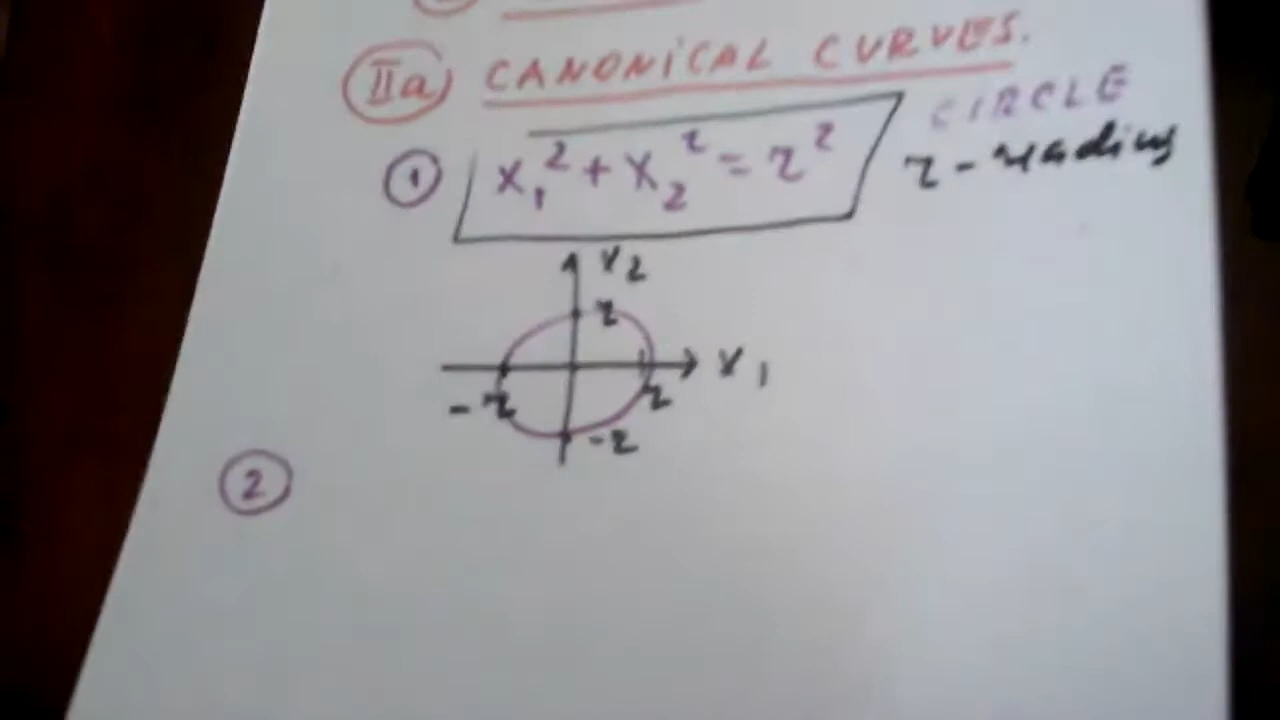 IIa) CANONICAL CURVES.
CIRCLE
① x₁² + x₂² = r² r - radius
x₂
r
x₁
-r r
-r
②